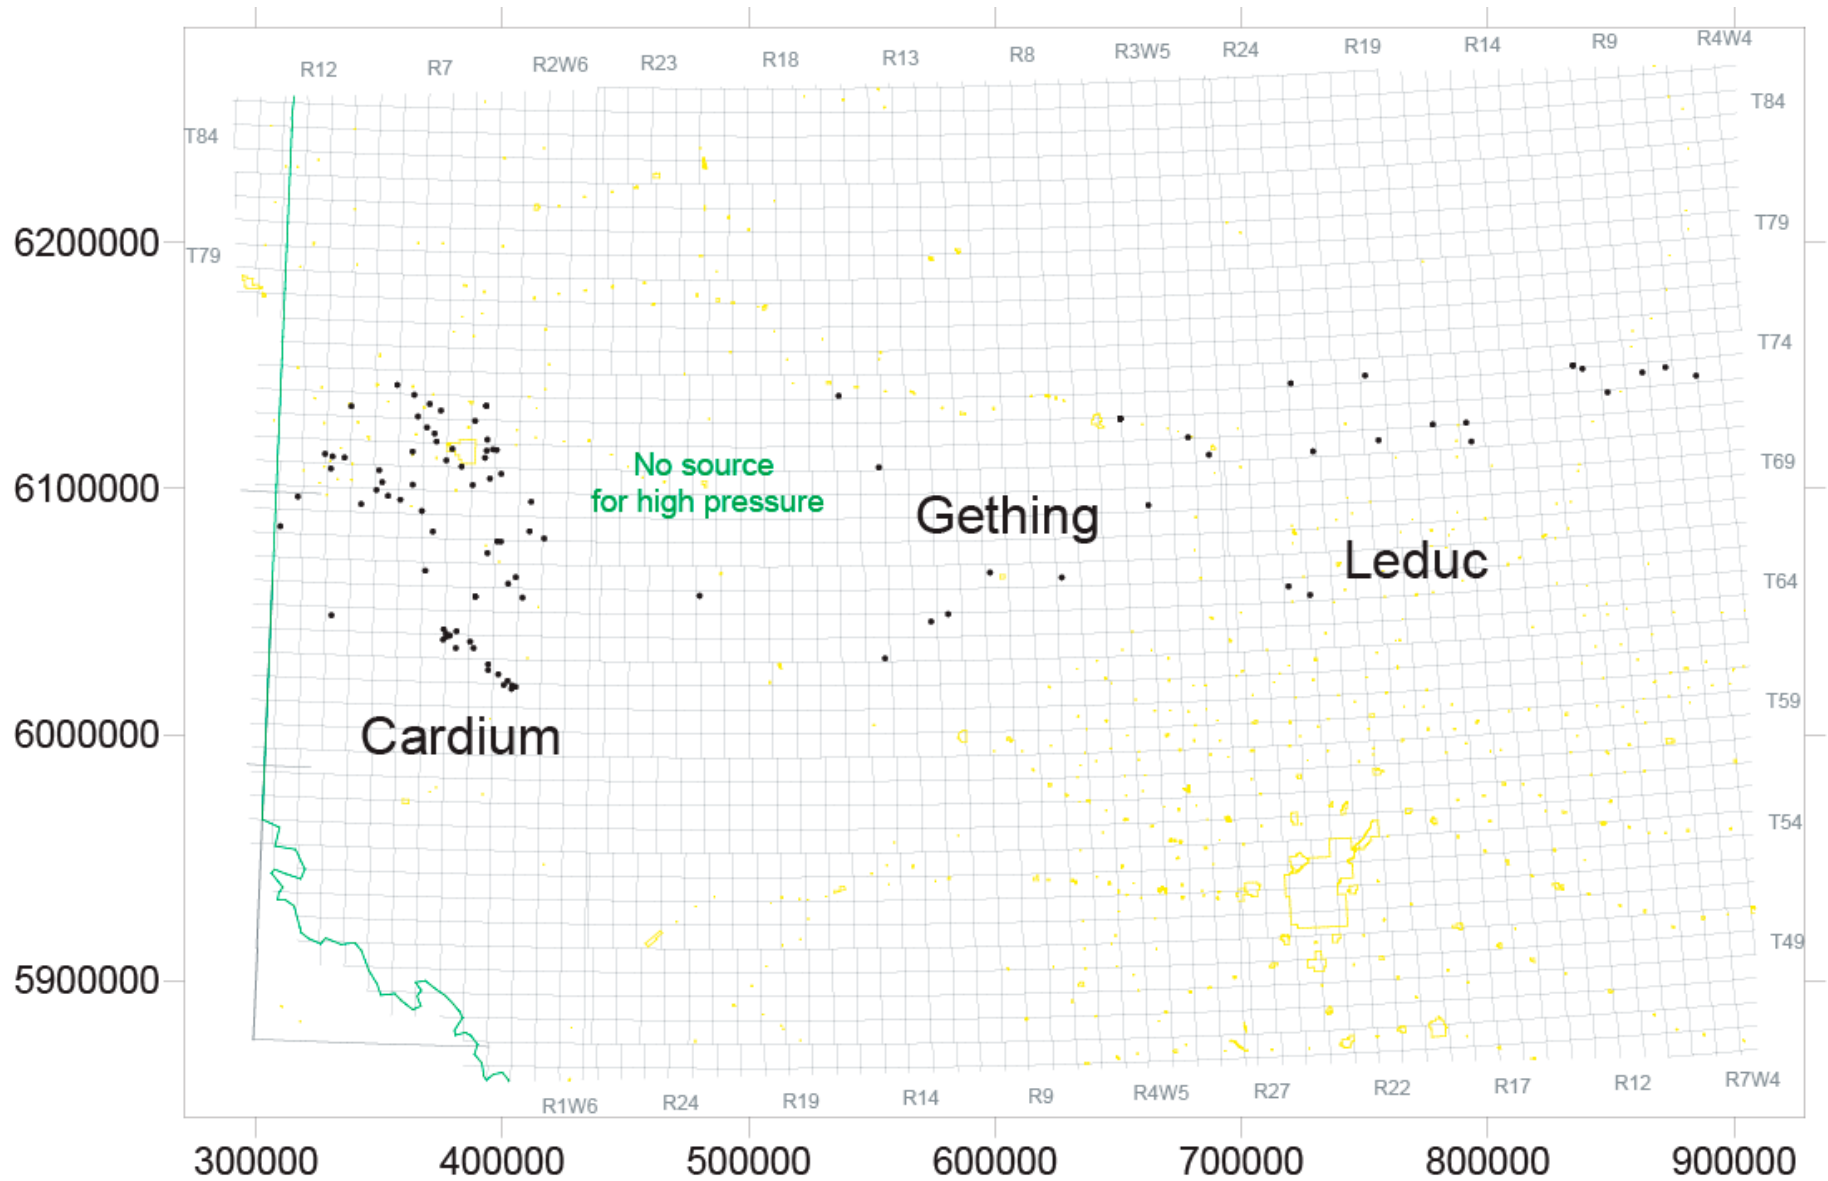 R12 R7 R2W6 R23 R18 R13 R8 R3W5 R24 R19 R14 R9 R4W4
T84 T84
T79
6200000
T79
T74
No source
for high pressure
T69
6100000
Gething
Leduc
T64
T59
6000000
Cardium
T54
T49
5900000
R1W6 R24 R19 R14 R9 R4W5 R27 R22 R17 R12 R7W4
300000 400000 500000 600000 700000 800000 900000